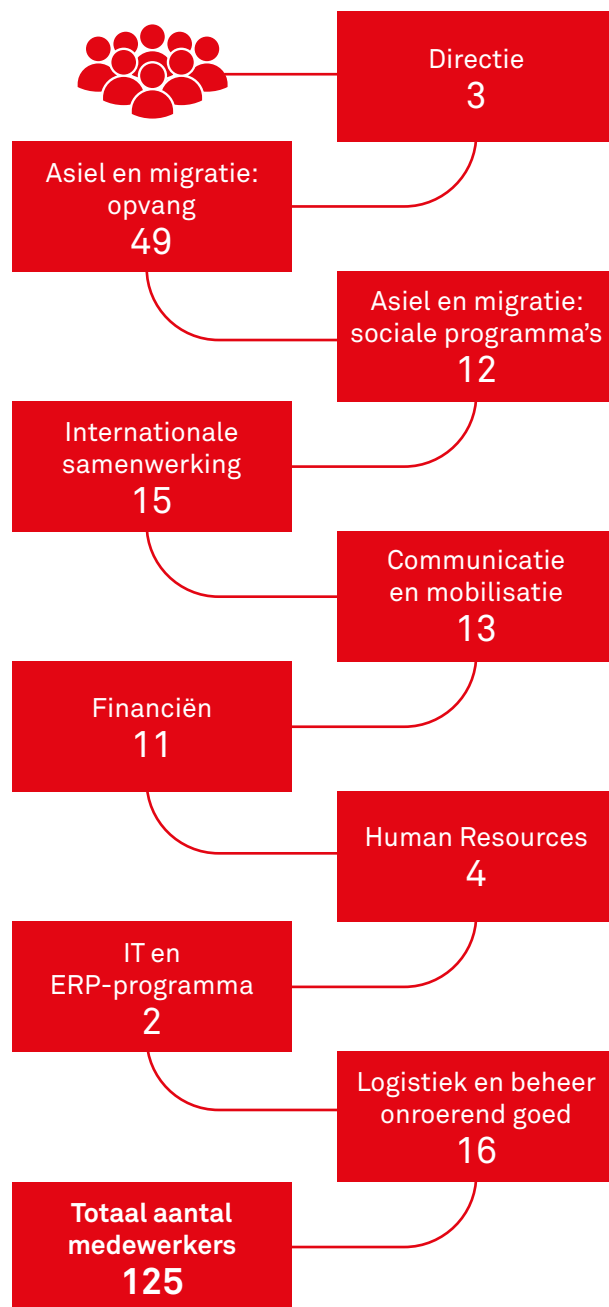 Directie
3
Asiel en migratie:
opvang
49
Asiel en migratie:
sociale programma's
12
Internationale
samenwerking
15
Communicatie
en mobilisatie
13
Financiën
11
Human Resources
4
IT en
ERP-programma
2
Logistiek en beheer
onroerend goed
16
Totaal aantal
medewerkers
125